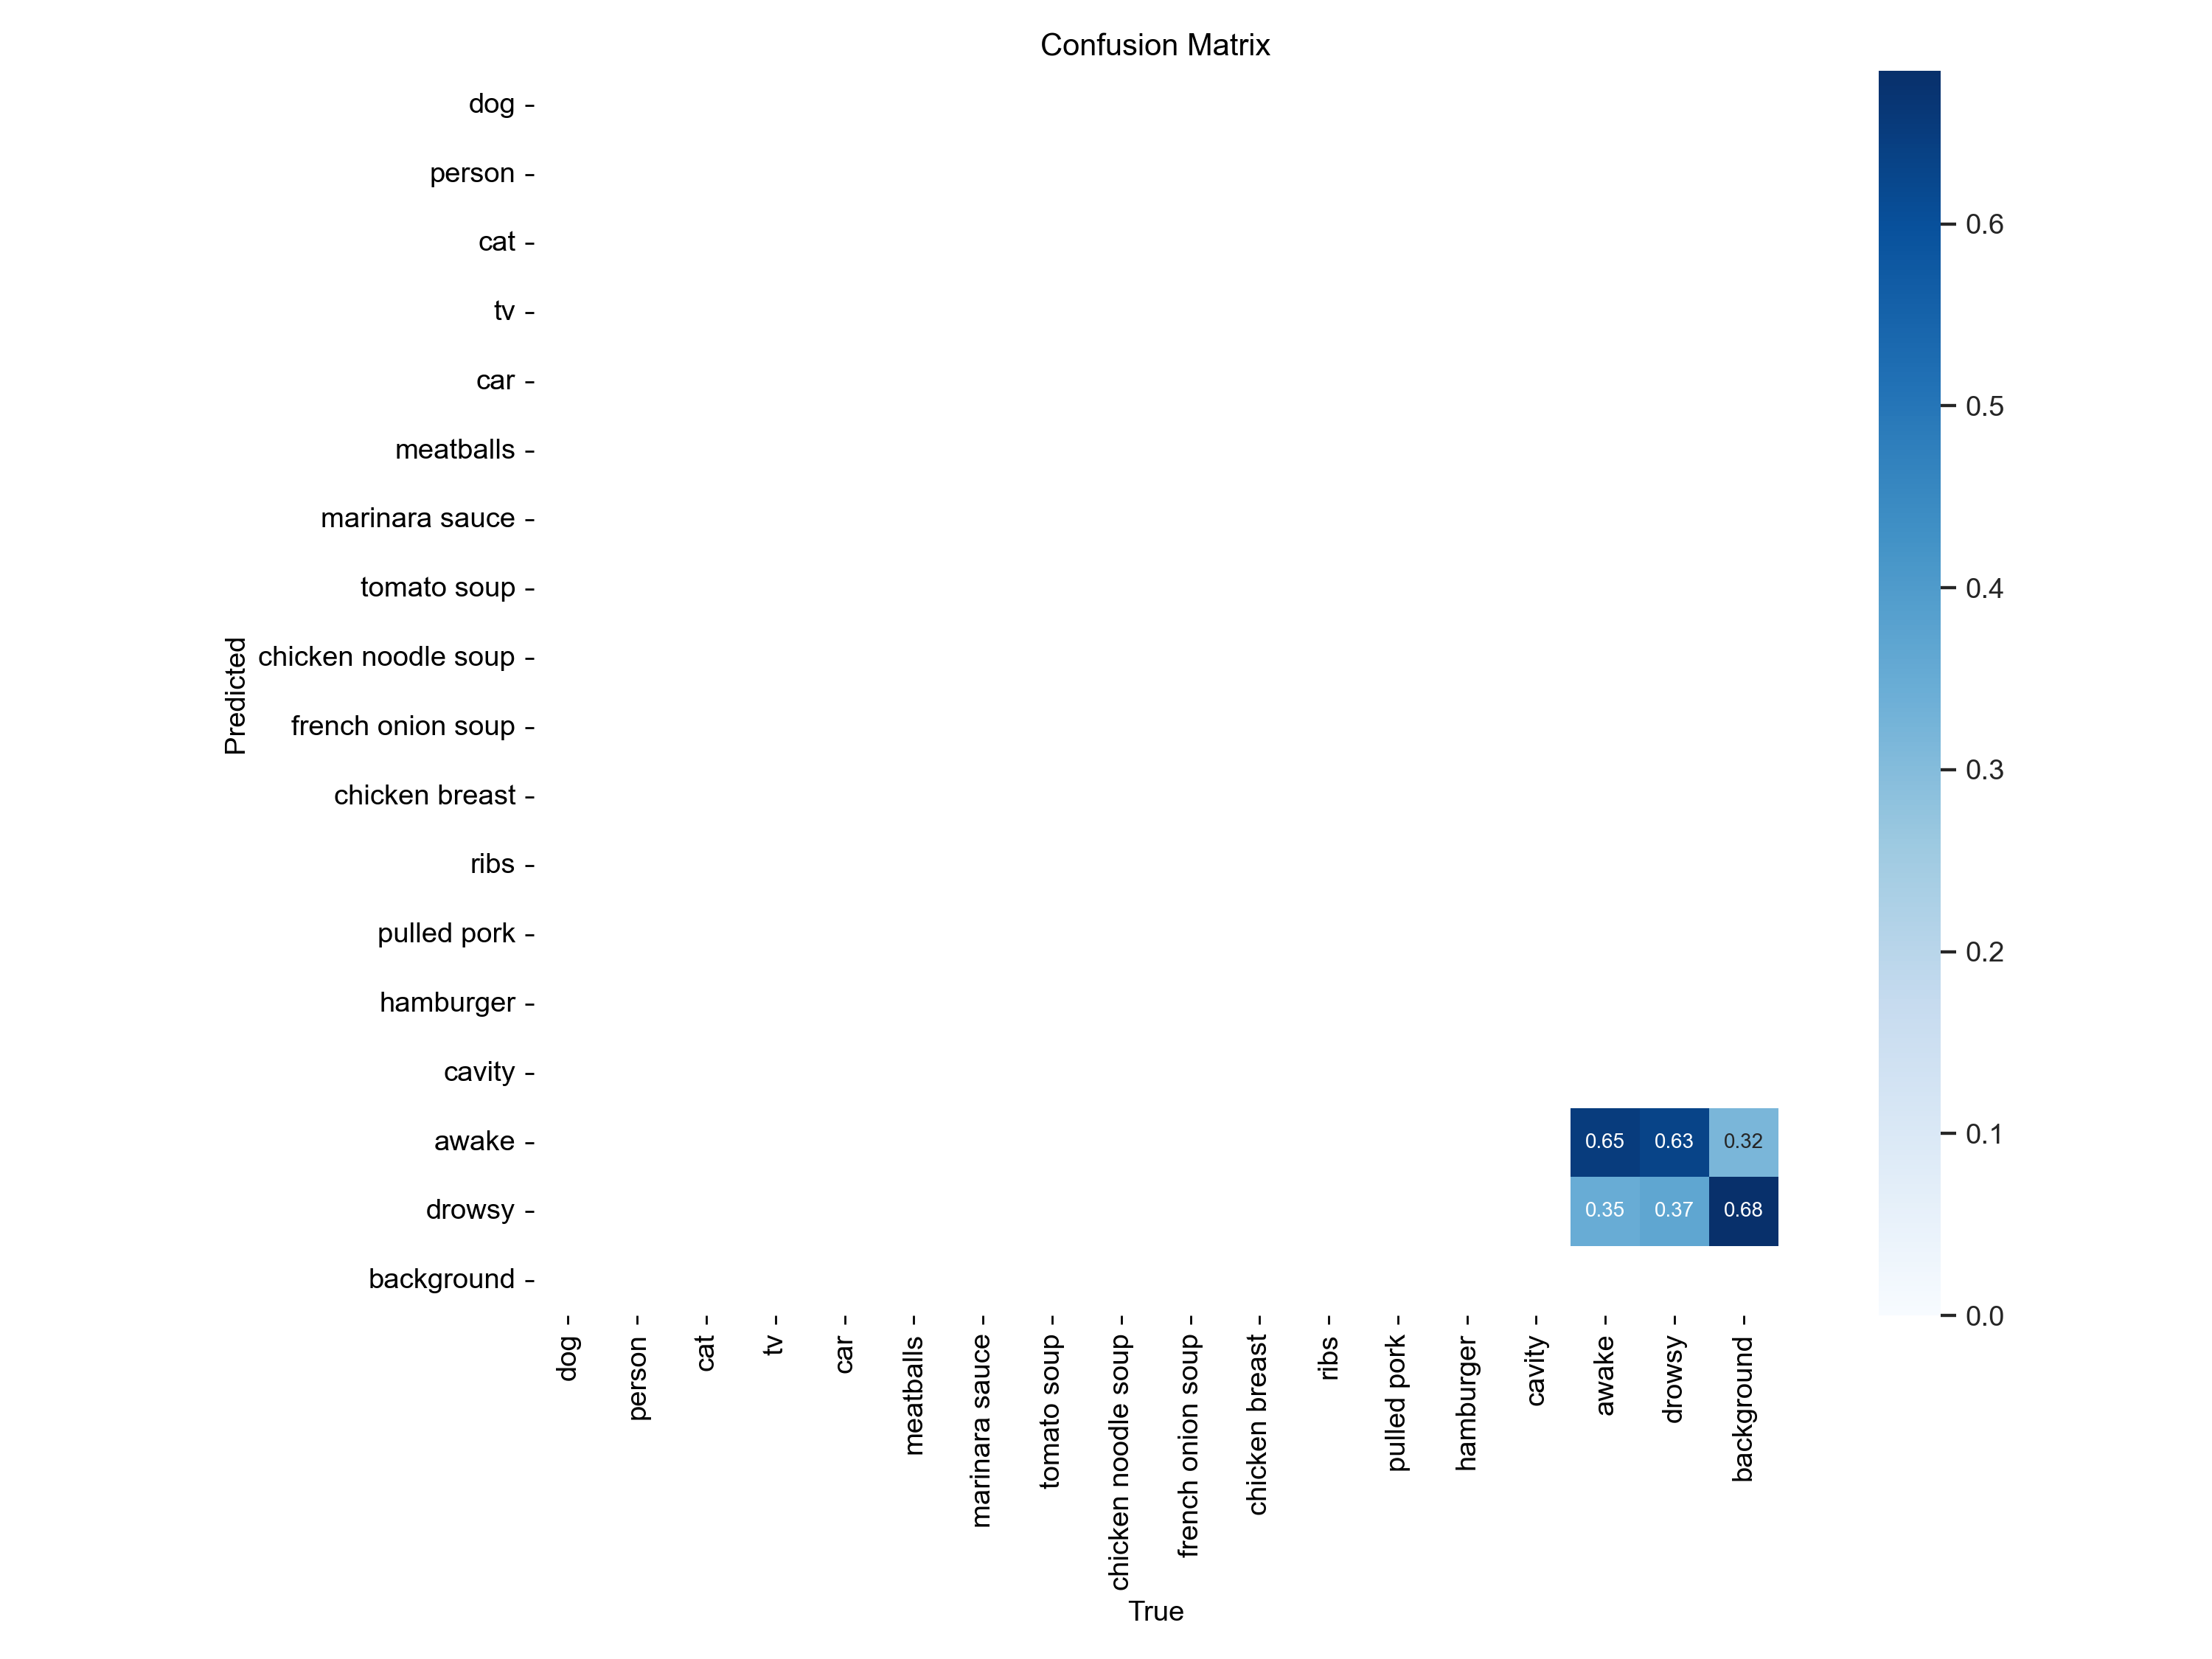 Confusion Matrix
dog
person
cat
tv
car
meatballs
marinara sauce
tomato soup
chicken noodle soup
french onion soup
chicken breast
ribs
pulled pork
hamburger
cavity
awake
drowsy
background
Predicted
0.65 0.63 0.32
0.35 0.37 0.68
dog
person
cat
tv
car
meatballs
marinara sauce
tomato soup
chicken noodle soup
french onion soup
chicken breast
ribs
pulled pork
hamburger
cavity
awake
drowsy
background
True
0.6
0.5
0.4
0.3
0.2
0.1
0.0